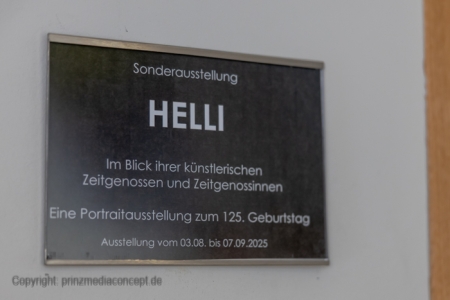 Sonderausstellung
HELLI
Im Blick ihrer künstlerischen
Zeitgenossen und Zeitgenossinnen
Eine Portraitausstellung zum 125. Geburtstag
Ausstellung vom 03.08. bis 07.09.2025
Copyright: prinzmediaconcept.de